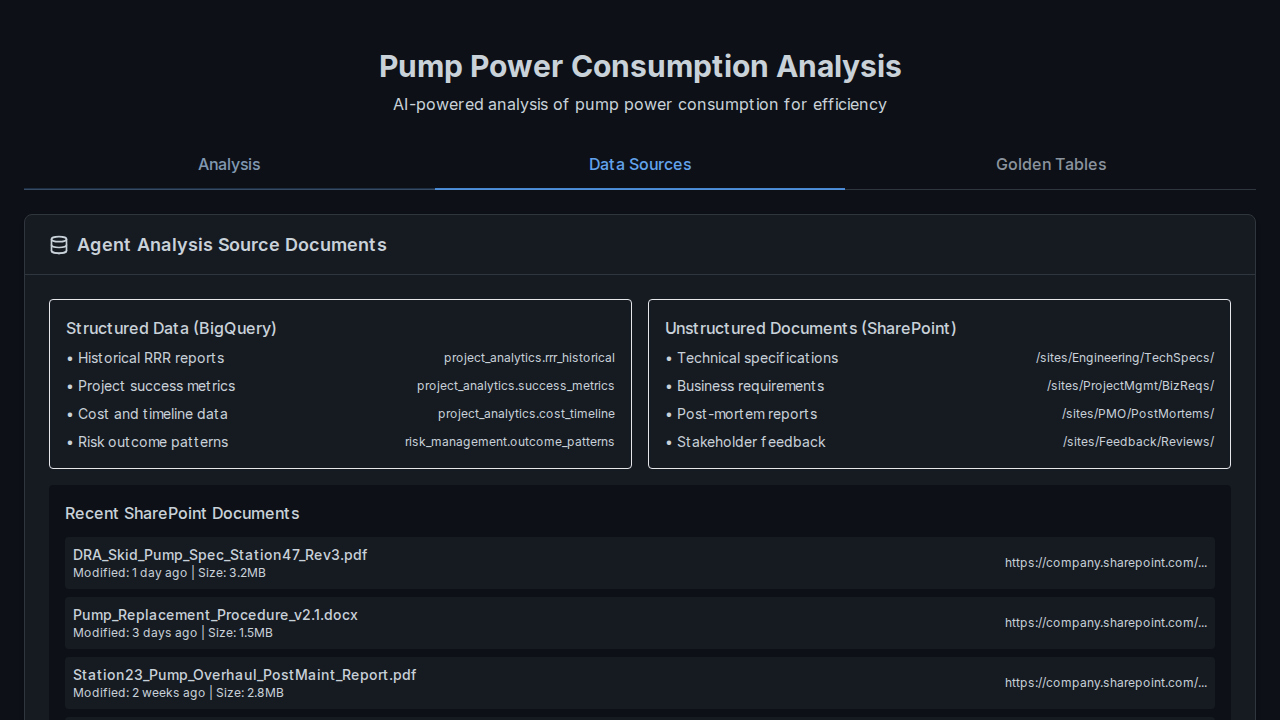 Pump Power Consumption Analysis
AI-powered analysis of pump power consumption for efficiency
Analysis
Data Sources
Golden Tables
Agent Analysis Source Documents
Structured Data (BigQuery)
• Historical RRR reports project_analytics.rrr_historical
• Project success metrics project_analytics.success_metrics
• Cost and timeline data project_analytics.cost_timeline
• Risk outcome patterns risk_management.outcome_patterns
Unstructured Documents (SharePoint)
• Technical specifications /sites/Engineering/TechSpecs/
• Business requirements /sites/ProjectMgmt/BizReqs/
• Post-mortem reports /sites/PMO/PostMortems/
• Stakeholder feedback /sites/Feedback/Reviews/
Recent SharePoint Documents
DRA_Skid_Pump_Spec_Station47_Rev3.pdf
Modified: 1 day ago | Size: 3.2MB
https://company.sharepoint.com/...
Pump_Replacement_Procedure_v2.1.docx
Modified: 3 days ago | Size: 1.5MB
https://company.sharepoint.com/...
Station23_Pump_Overhaul_PostMaint_Report.pdf
Modified: 2 weeks ago | Size: 2.8MB
https://company.sharepoint.com/...